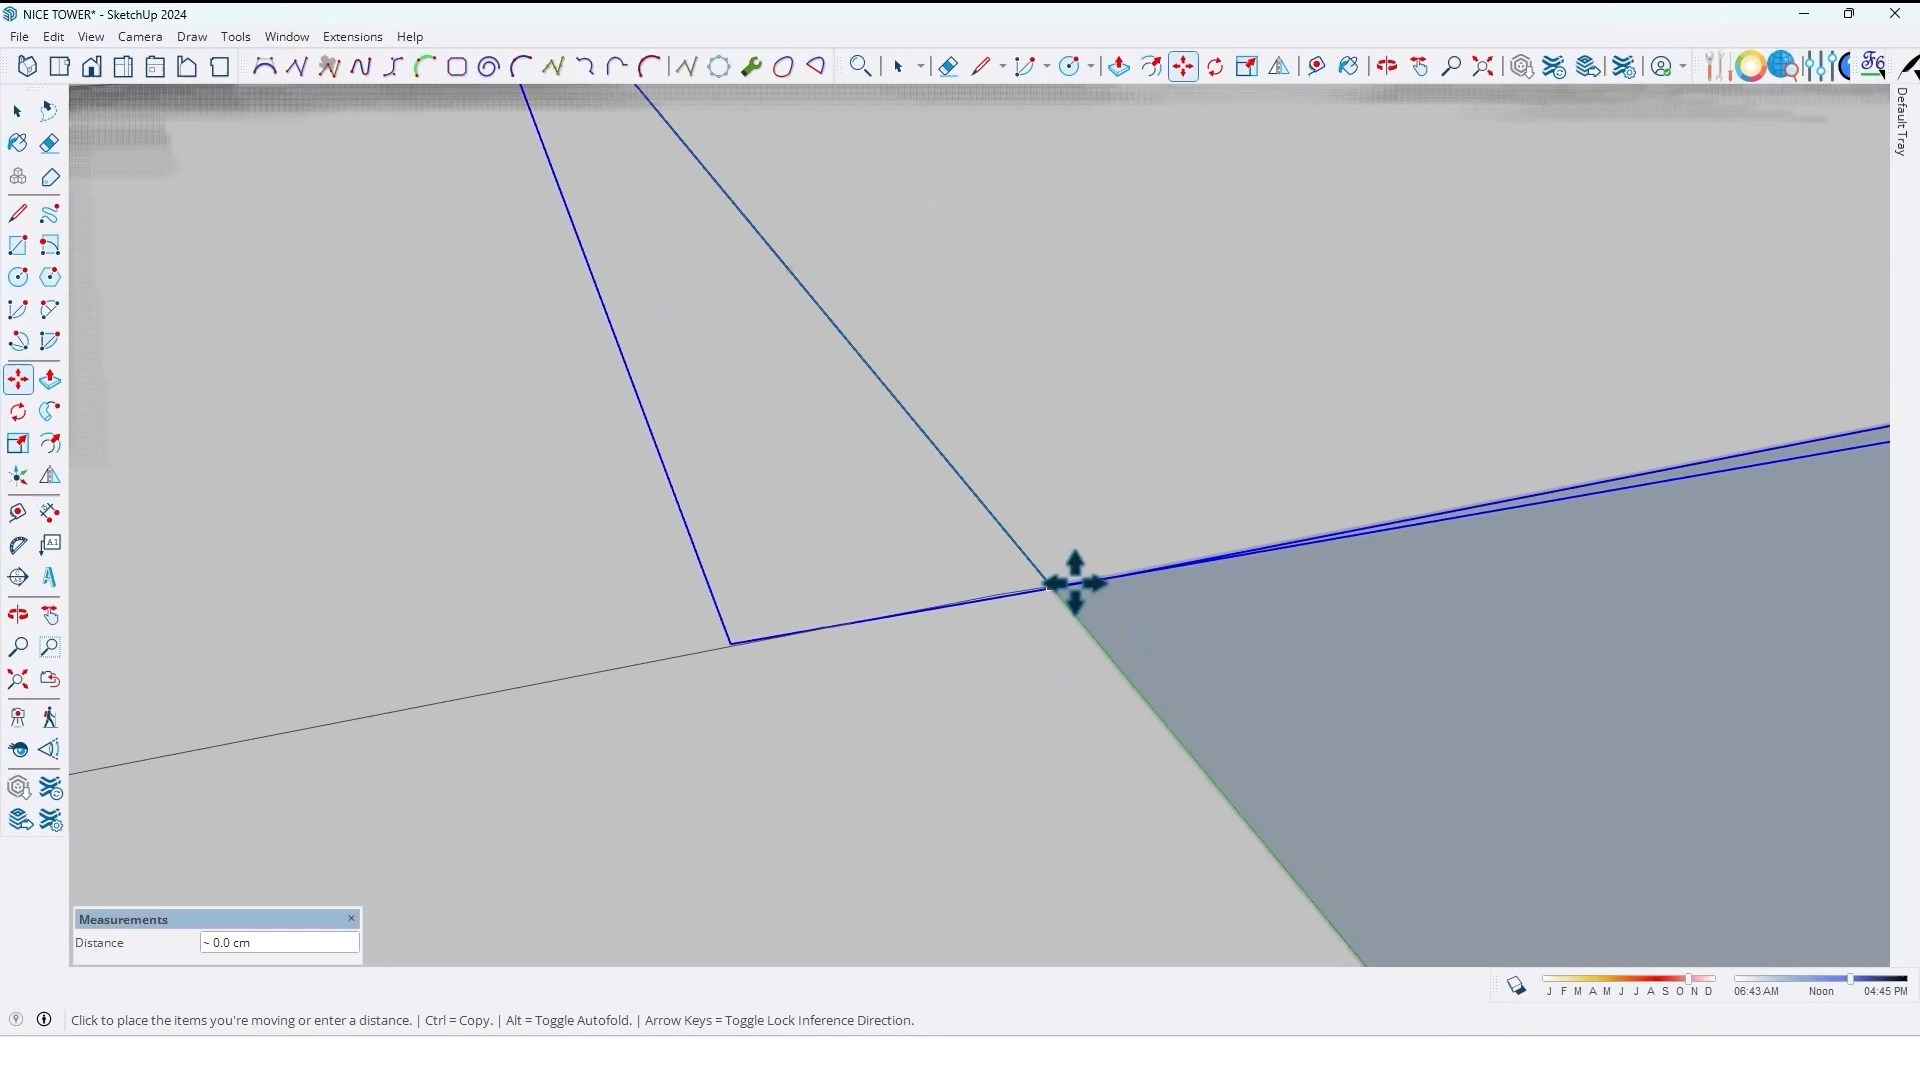 NICE TOWER* - SketchUp 2024
File Edit View Camera Draw Tools Window Extensions Help
Default Tray
A1
A
Measurements
Distance ~ 0.0 cm
J F M A M J J A S O N D 06:43 AM Noon 04:45 PM
Click to place the items you're moving or enter a distance. | Ctrl = Copy. | Alt = Toggle Autofold. | Arrow Keys = Toggle Lock Inference Direction.